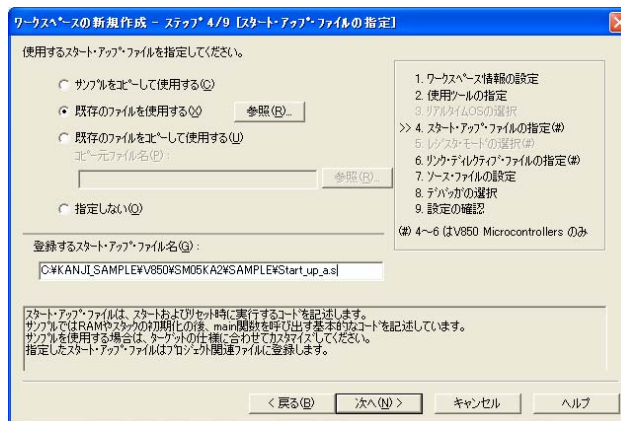 ワークスペースの新規作成 - ステップ 4/9 [スタート・アップ・ファイルの指定]
使用するスタート・アップ・ファイルを指定してください。
サンプルをコピーして使用する(C)
既存のファイルを使用する(X)
参照(R)...
既存のファイルをコピーして使用する(U)
コピー元ファイル名(P):
参照(R)...
指定しない(O)
登録するスタート・アップ・ファイル名(G):
C:¥KANJI_SAMPLE¥V850¥SM05KA2¥SAMPLE¥Start_up_a.s
1. ワークスペース情報の設定
2. 使用ツールの指定
3. リアルタイムOSの選択
>> 4. スタート・アップ・ファイルの指定(#)
5. レジスタ・モードの選択(#)
6. リンク・ディレクティブ・ファイルの指定(#)
7. ソース・ファイルの設定
8. デバッガの選択
9. 設定の確認
(#) 4~6 はV850 Microcontrollers のみ
スタート・アップ・ファイルは、スタートおよびリセット時に実行するコードを記述します。
サンプルではRAMやスタックの初期化の後、main関数を呼び出す基本的なコードを記述しています。
サンプルを使用する場合は、ターゲットの仕様に合わせてカスタマイズしてください。
指定したスタート・アップ・ファイルはプロジェクト関連ファイルに登録します。
< 戻る(B)
次へ(N) >
キャンセル
ヘルプ